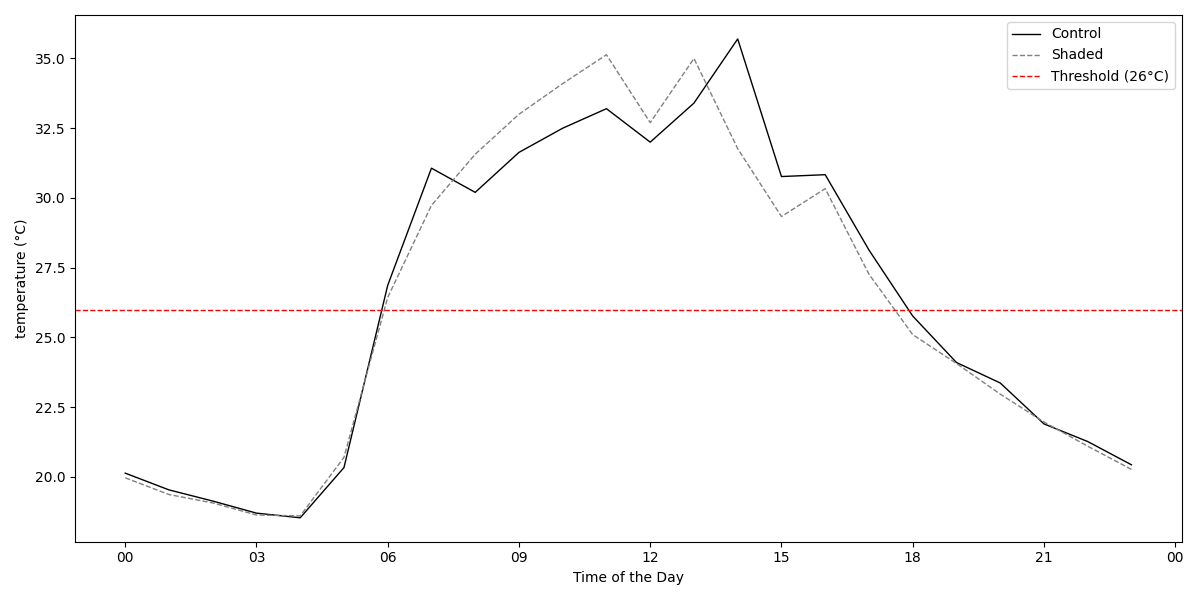 Control
Shaded
Threshold (26°C)
35.0
32.5
30.0
27.5
25.0
22.5
20.0
temperature (°C)
00 03 06 09 12 15 18 21 00
Time of the Day